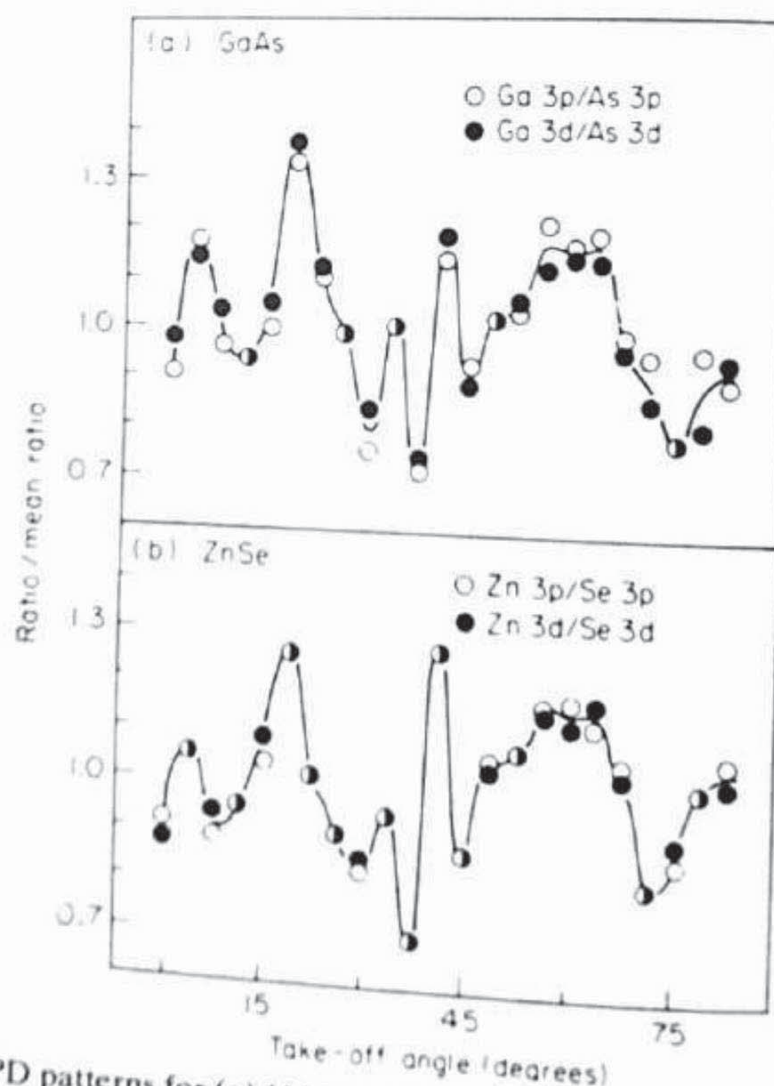 (a) GaAs
Ga 3p/As 3p
Ga 3d/As 3d
1.3
1.0
0.7
Ratio/mean ratio
(b) ZnSe
Zn 3p/Se 3p
Zn 3d/Se 3d
1.3
1.0
0.7
15
45
75
Take-off angle (degrees)
PD patterns for